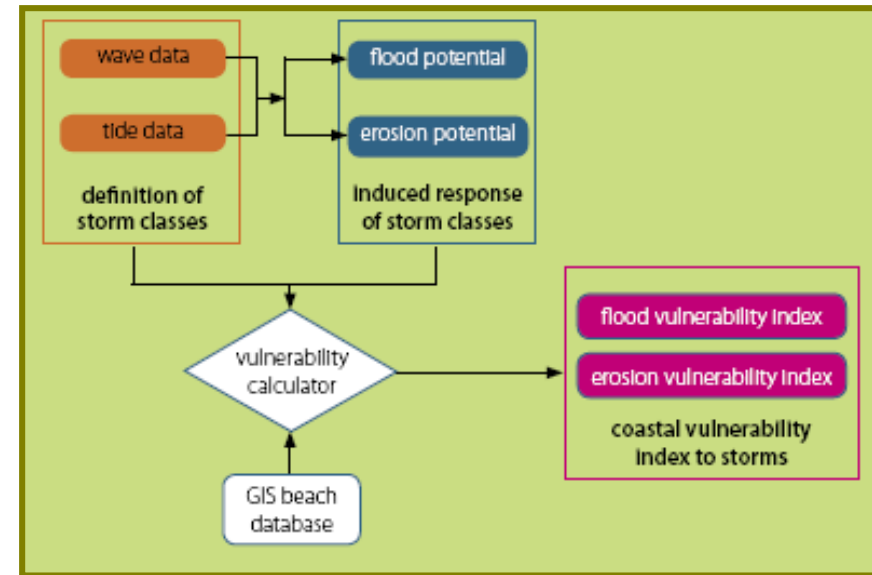 wave data
tide data
definition of
storm classes
flood potential
erosion potential
induced response
of storm classes
vulnerability
calculator
GIS beach
database
flood vulnerability index
erosion vulnerability index
coastal vulnerability
index to storms